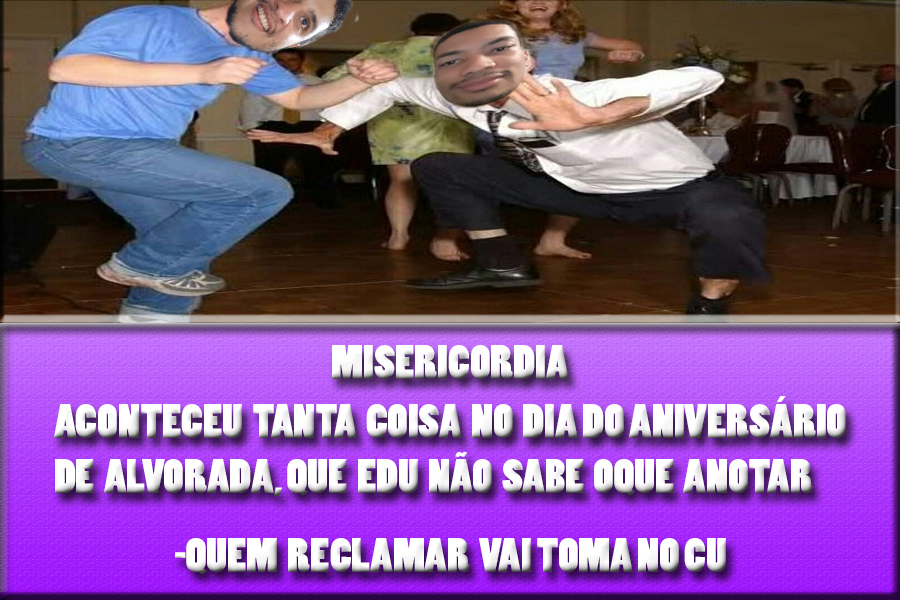 MISERICORDIA
ACONTECEU TANTA COISA NO DIA DO ANIVERSÁRIO
DE ALVORADA, QUE EDU NÃO SABE OQUE ANOTAR
-QUEM RECLAMAR VAI TOMA NO CU